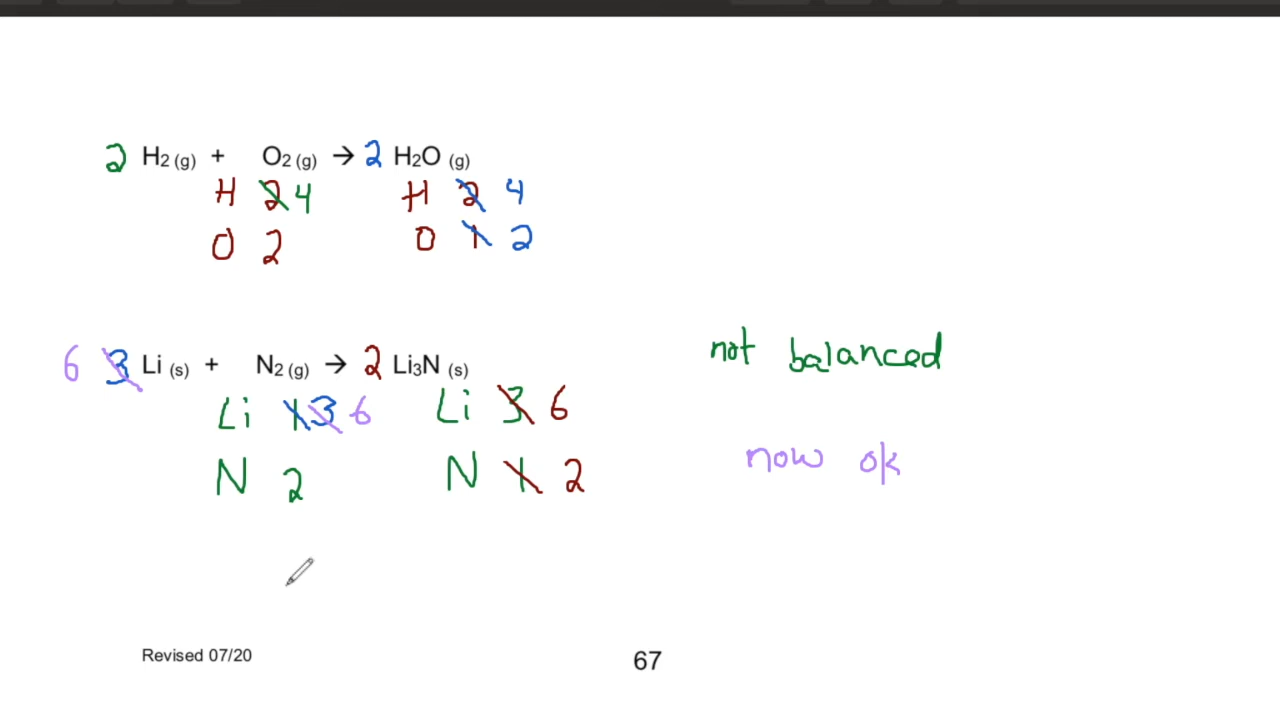 2 H2 (g) + O2 (g) → 2 H2O (g)
H 2 4 H 2 4
O 2 O 1 2
6 3 Li (s) + N2 (g) → 2 Li3N (s)
not balanced
Li 1 3 6 Li 3 6
N 2 N 1 2
now ok
Revised 07/20
67